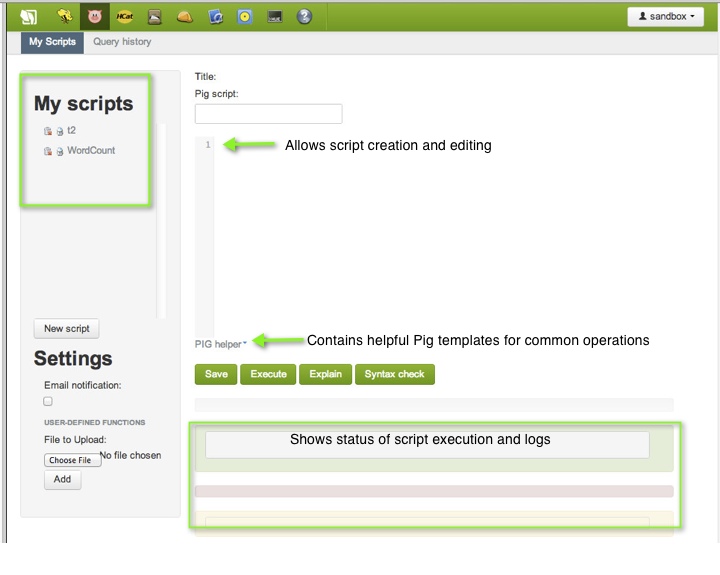 HCat
sandbox
My Scripts Query history
My scripts
t2
WordCount
New script
Settings
Email notification:
USER-DEFINED FUNCTIONS
File to Upload:
Choose File No file chosen
Add
Title:
Pig script:
1
Allows script creation and editing
PIG helper
Contains helpful Pig templates for common operations
Save Execute Explain Syntax check
Shows status of script execution and logs